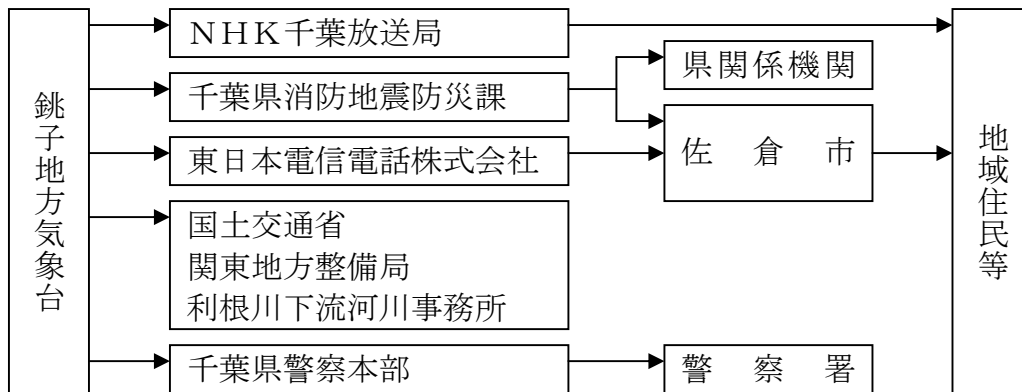 銚子地方気象台
ＮＨＫ千葉放送局
千葉県消防地震防災課
東日本電信電話株式会社
国土交通省
関東地方整備局
利根川下流河川事務所
千葉県警察本部
県関係機関
佐　倉　市
警　察　署
地域住民等